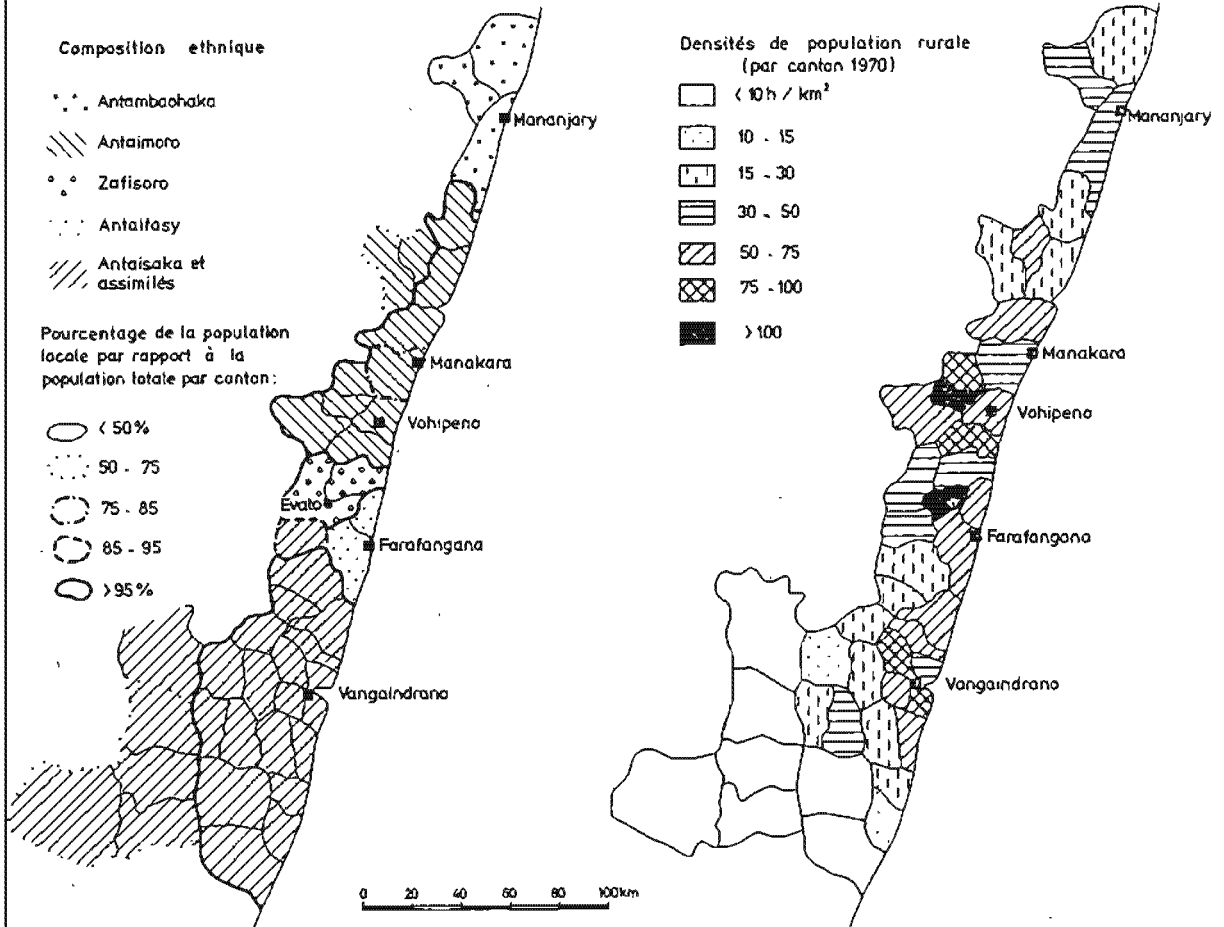 Composition ethnique
Antambaohaka
Antaimoro
Zafisoro
Antaifasy
Antaisaka et
assimilés
Pourcentage de la population
locale par rapport à la
population totale par canton :
< 50%
50 - 75
75 - 85
85 - 95
> 95%
Mananjary
Manakara
Vohipeno
Evato
Farafangana
Vangaindrano
0 20 40 60 80 100km
Densités de population rurale
(par canton 1970)
< 10 h / km²
10 - 15
15 - 30
30 - 50
50 - 75
75 - 100
> 100
Mananjary
Manakara
Vohipeno
Farafangana
Vangaindrano